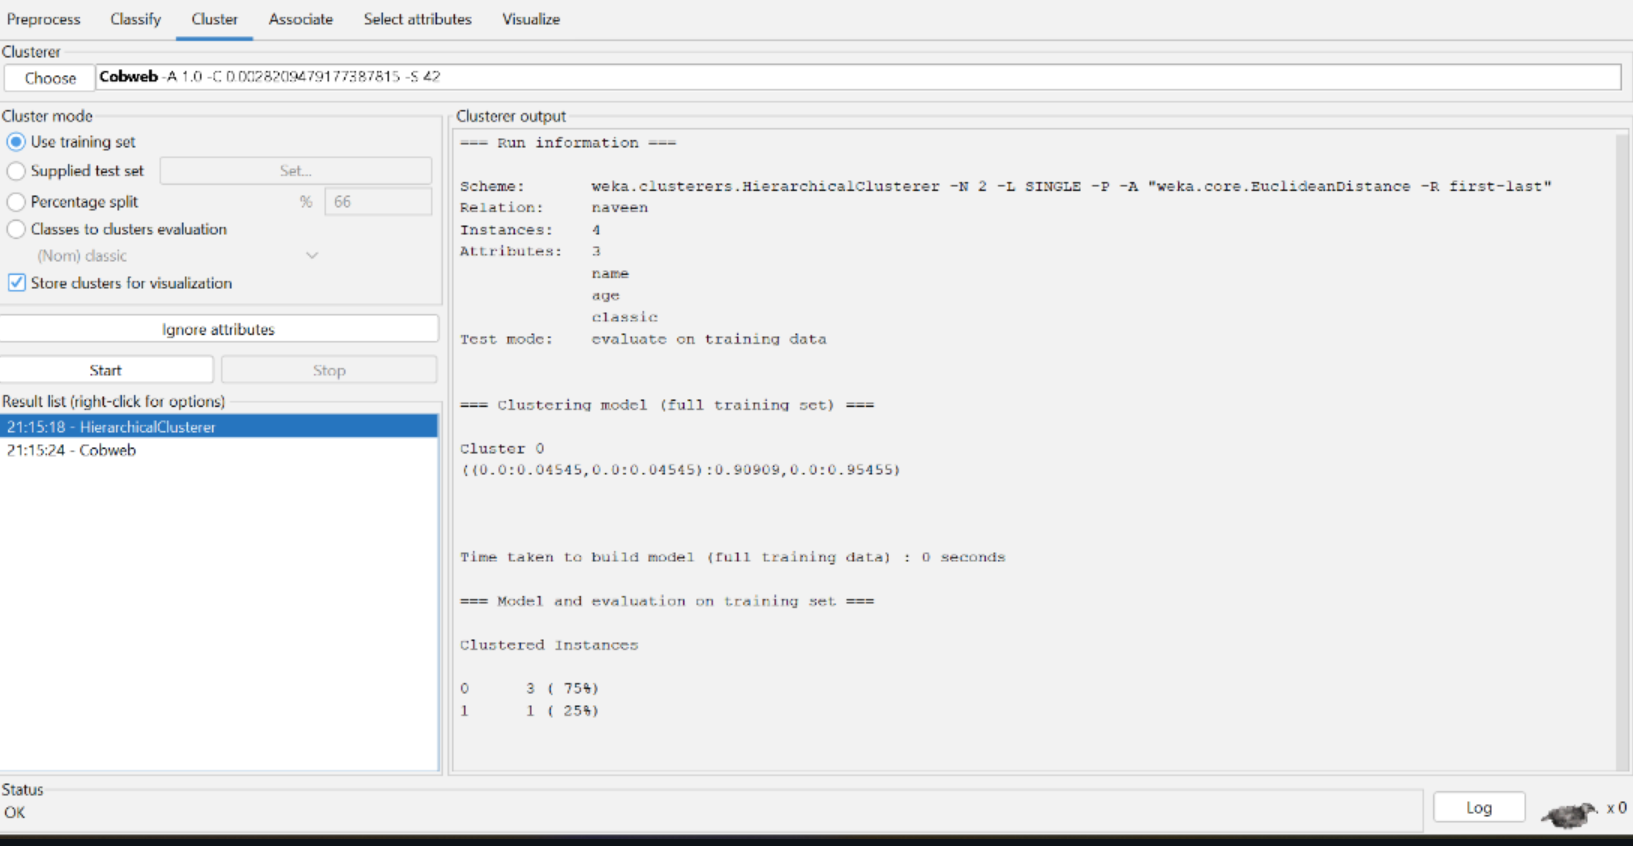 Preprocess Classify Cluster Associate Select attributes Visualize
Clusterer
Choose Cobweb -A 1.0 -C 0.0028209479177387815 -S 42
Cluster mode
Use training set
Supplied test set Set...
Percentage split % 66
Classes to clusters evaluation
(Nom) classic
Store clusters for visualization
Ignore attributes
Start Stop
Result list (right-click for options)
21:15:18 - HierarchicalClusterer
21:15:24 - Cobweb
Clusterer output
=== Run information ===
Scheme: weka.clusterers.HierarchicalClusterer -N 2 -L SINGLE -P -A "weka.core.EuclideanDistance -R first-last"
Relation: naveen
Instances: 4
Attributes: 3
name
age
classic
Test mode: evaluate on training data
=== Clustering model (full training set) ===
Cluster 0
((0.0:0.04545,0.0:0.04545):0.90909,0.0:0.95455)
Time taken to build model (full training data) : 0 seconds
=== Model and evaluation on training set ===
Clustered Instances
0 3 ( 75%)
1 1 ( 25%)
Status
OK
Log x 0